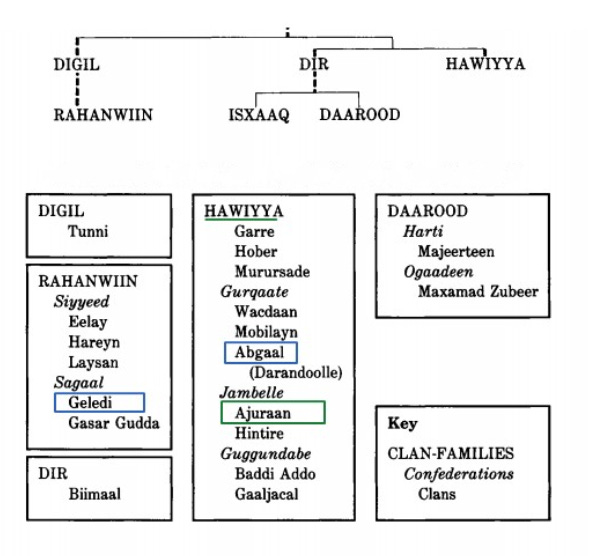 DIGIL
DIR
HAWIYYA
RAHANWIIN
ISXAAQ
DAAROOD
DIGIL
Tunni
RAHANWIIN
Siyyeed
Eelay
Hareyn
Laysan
Sagaal
Geledi
Gasar Gudda
DIR
Biimaal
HAWIYYA
Garre
Hober
Murursade
Gurqaate
Wacdaan
Mobilayn
Abgaal
(Darandoolle)
Jambelle
Ajuraan
Hintire
Guggundabe
Baddi Addo
Gaaljacal
DAAROOD
Harti
Majeerteen
Ogaadeen
Maxamad Zubeer
Key
CLAN-FAMILIES
Confederations
Clans